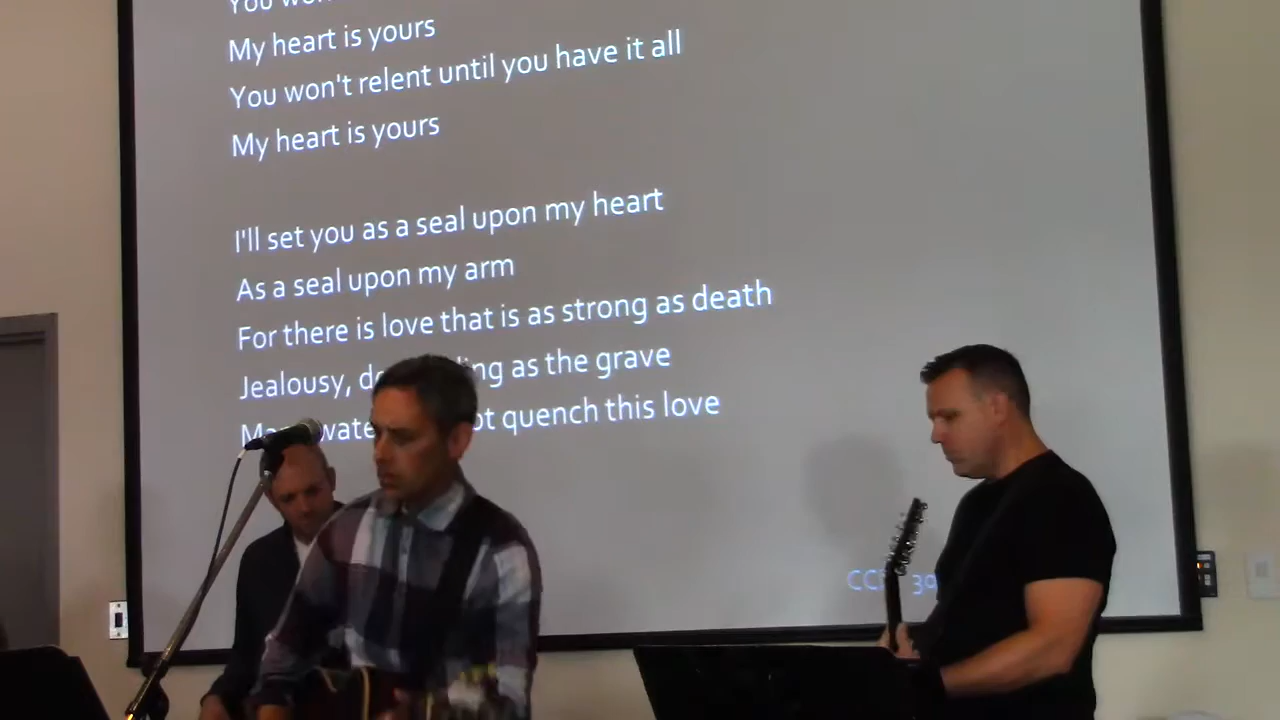 You
My heart is yours
You won't relent until you have it all
My heart is yours
I'll set you as a seal upon my heart
As a seal upon my arm
For there is love that is as strong as death
Jealousy, as the grave
quench this love